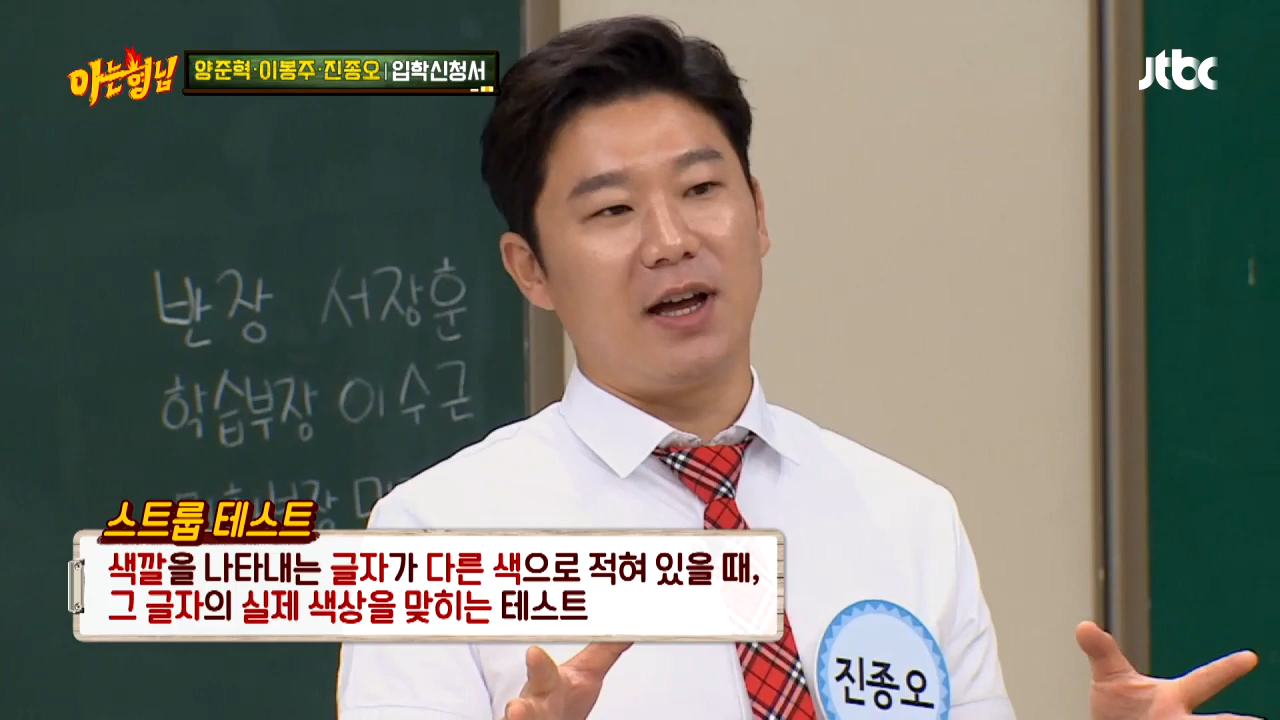 아는형님
양준혁·이봉주·진종오 | 입학신청서
jtbc
반장 서장훈
학습부장 이수근
스트룹 테스트
색깔을 나타내는 글자가 다른 색으로 적혀 있을 때,
그 글자의 실제 색상을 맞히는 테스트
진종오